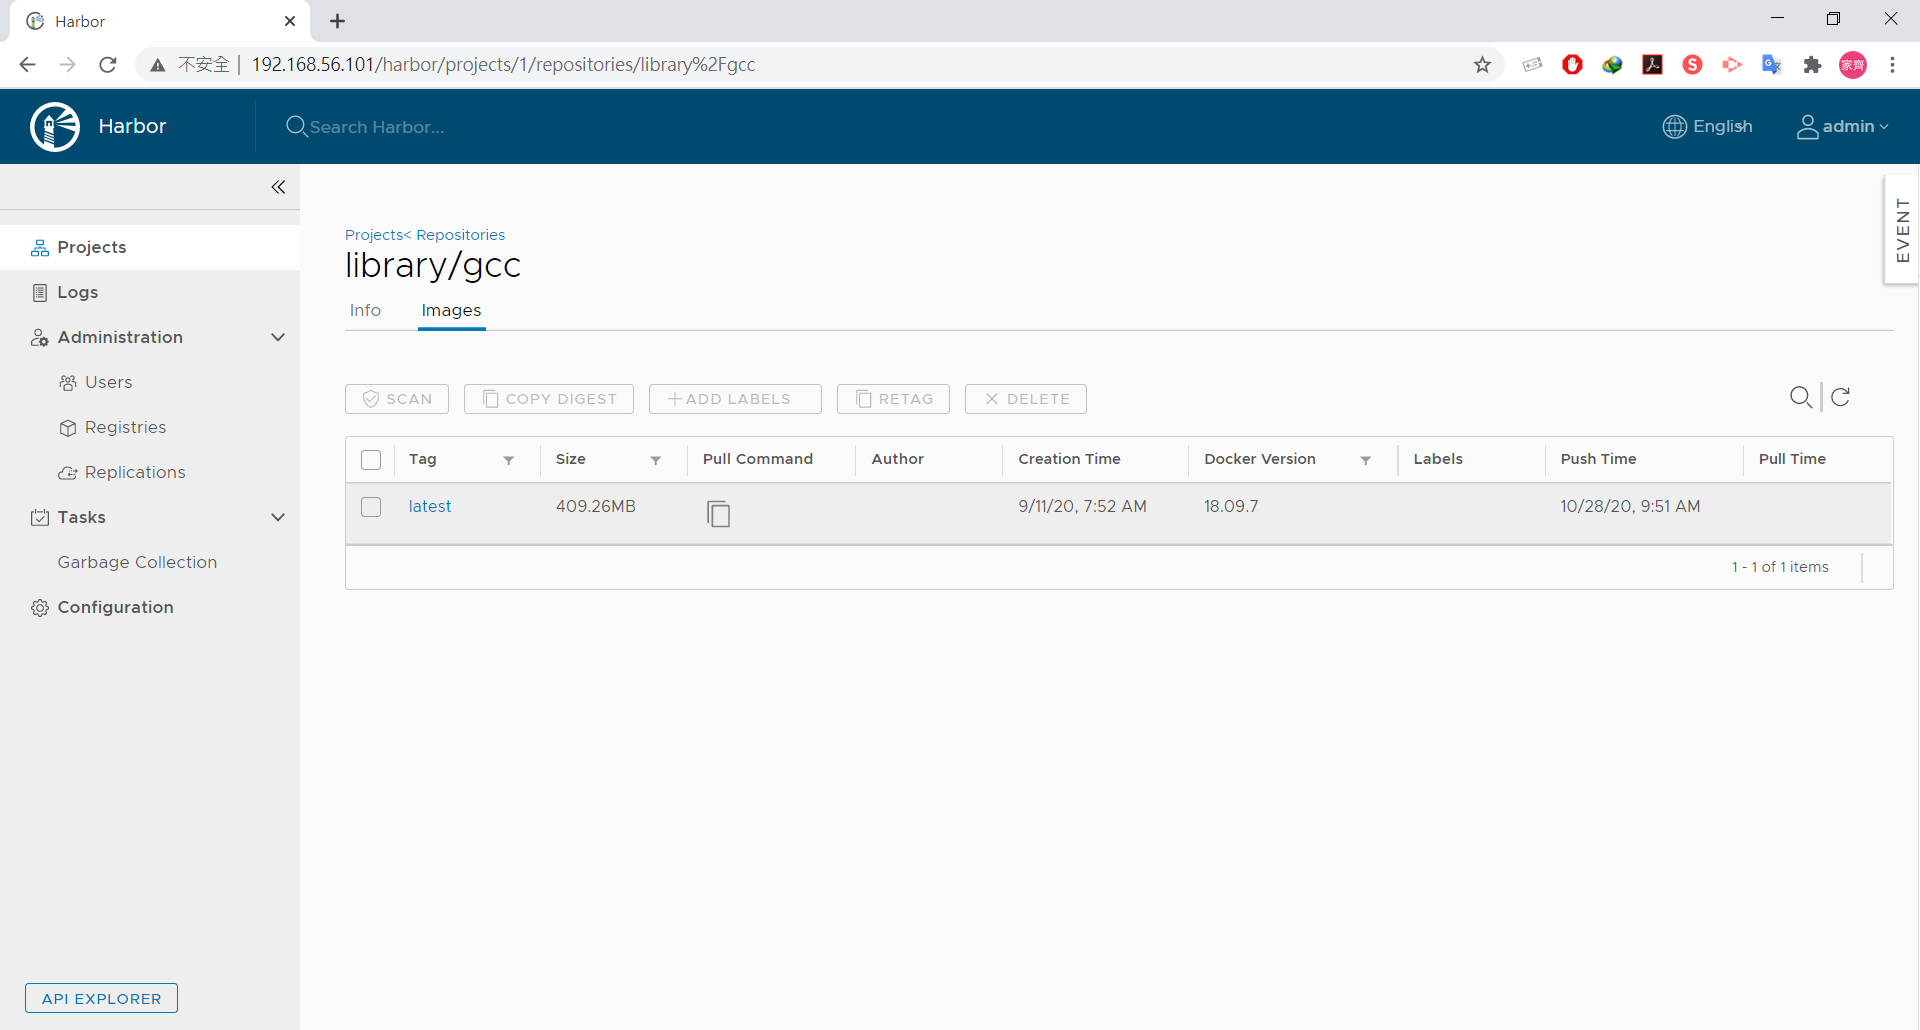 Harbor
不安全 | 192.168.56.101/harbor/projects/1/repositories/library%2Fgcc
家齊
Harbor
Search Harbor...
English
admin
EVENT
Projects
Logs
Administration
Users
Registries
Replications
Tasks
Garbage Collection
Configuration
API EXPLORER
Projects< Repositories
library/gcc
Info Images
SCAN COPY DIGEST +ADD LABELS RETAG × DELETE
Tag Size Pull Command Author Creation Time Docker Version Labels Push Time Pull Time
latest 409.26MB 9/11/20, 7:52 AM 18.09.7 10/28/20, 9:51 AM
1 - 1 of 1 items